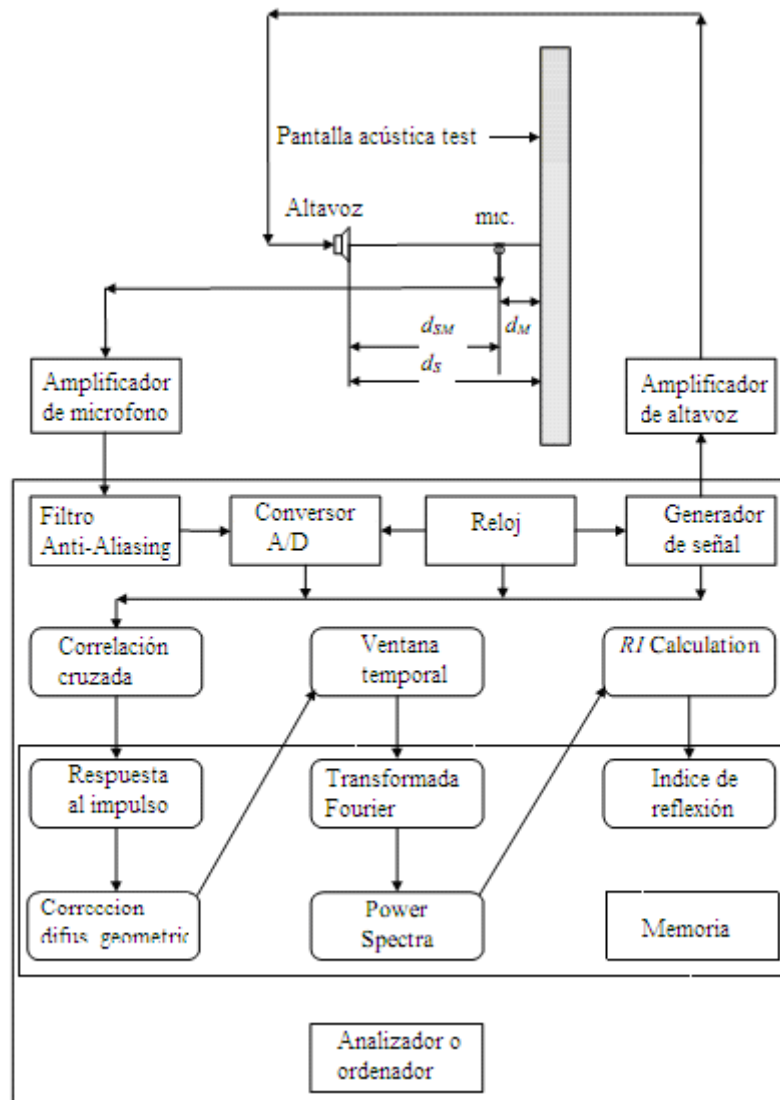 Pantalla acústica test
Altavoz
mic.
dSM
dM
dS
Amplificador
de microfono
Amplificador
de altavoz
Filtro
Anti-Aliasing
Conversor
A/D
Reloj
Generador
de señal
Correlación
cruzada
Ventana
temporal
RI Calculation
Respuesta
al impulso
Transformada
Fourier
Indice de
reflexión
Correccion
difus. geometric
Power
Spectra
Memoria
Analizador o
ordenador